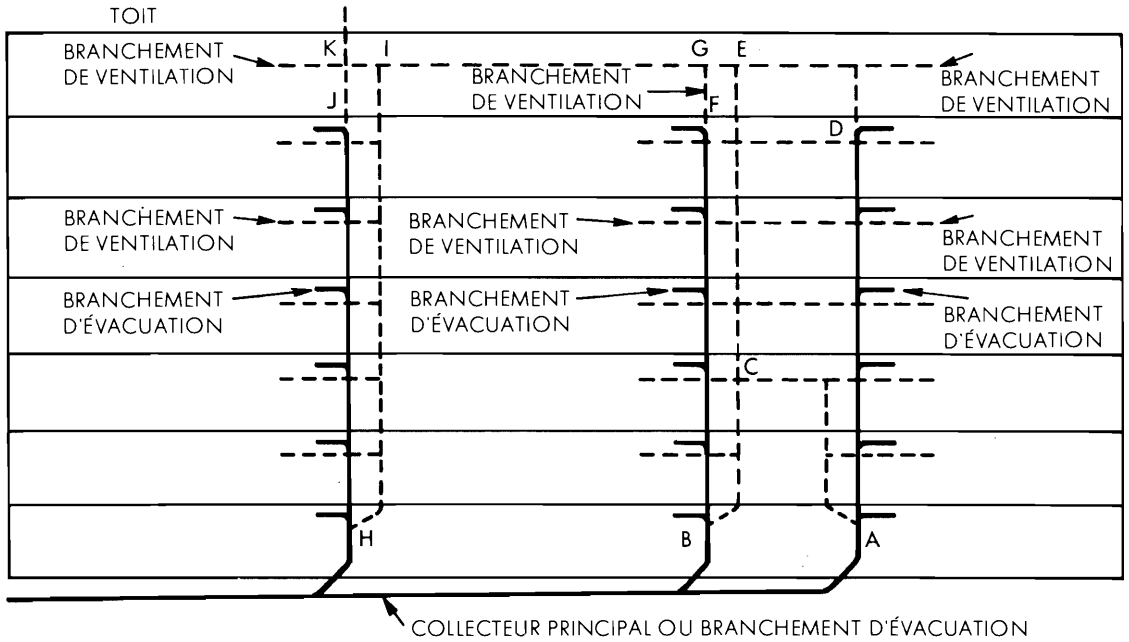 TOIT
BRANCHEMENT
DE VENTILATION
K
I
G
E
BRANCHEMENT
DE VENTILATION
BRANCHEMENT
DE VENTILATION
J
F
D
BRANCHEMENT
DE VENTILATION
BRANCHEMENT
DE VENTILATION
BRANCHEMENT
DE VENTILATION
BRANCHEMENT
D'ÉVACUATION
BRANCHEMENT
D'ÉVACUATION
BRANCHEMENT
D'ÉVACUATION
C
H
B
A
COLLECTEUR PRINCIPAL OU BRANCHEMENT D'ÉVACUATION